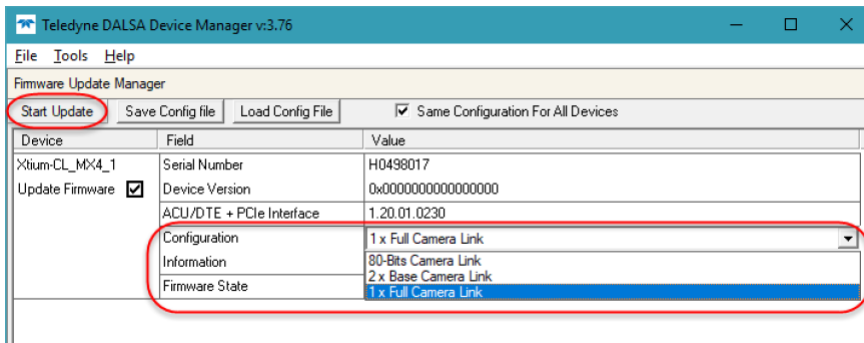 Teledyne DALSA Device Manager v:3.76
File Tools Help
Firmware Update Manager
Start Update Save Config file Load Config File Same Configuration For All Devices
Device Field Value
Xtium-CL_MX4_1 Serial Number H0498017
Update Firmware Device Version 0x0000000000000000
ACU/DTE + PCIe Interface 1.20.01.0230
Configuration 1 x Full Camera Link
Information 80-Bits Camera Link
2 x Base Camera Link
Firmware State 1 x Full Camera Link